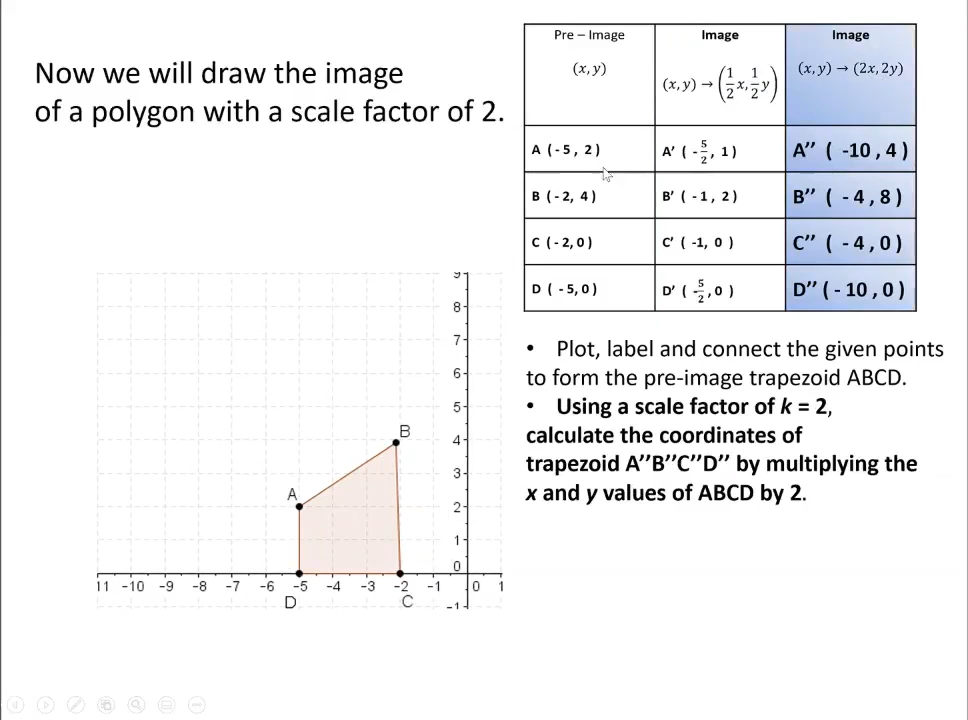 Now we will draw the image
of a polygon with a scale factor of 2.
Pre – Image
(x, y)
Image
(x, y) → (1/2 x, 1/2 y)
Image
(x, y) → (2x, 2y)
A ( - 5 , 2 )
A’ ( - 5/2 , 1 )
A’’ ( -10 , 4 )
B ( - 2, 4 )
B’ ( - 1 , 2 )
B’’ ( - 4 , 8 )
C ( - 2, 0 )
C’ ( -1, 0 )
C’’ ( - 4 , 0 )
D ( - 5, 0 )
D’ ( - 5/2 , 0 )
D’’ ( - 10 , 0 )
• Plot, label and connect the given points
to form the pre-image trapezoid ABCD.
• Using a scale factor of k = 2,
calculate the coordinates of
trapezoid A’’B’’C’’D’’ by multiplying the
x and y values of ABCD by 2.
9
8
7
6
5
B
4
3
A
2
1
0
11 -10 -9 -8 -7 -6 -5 -4 -3 -2 -1 0 1
D C -1